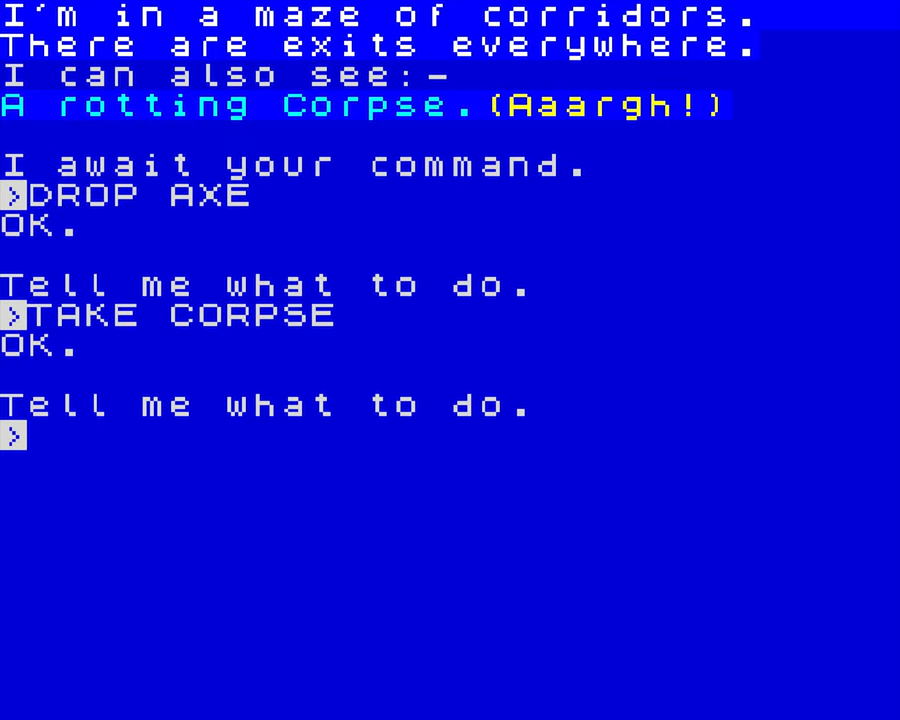 I'm in a maze of corridors.
There are exits everywhere.
I can also see:-
A rotting Corpse.(Aaargh!)
I await your command.
>DROP AXE
OK.
Tell me what to do.
>TAKE CORPSE
OK.
Tell me what to do.
>